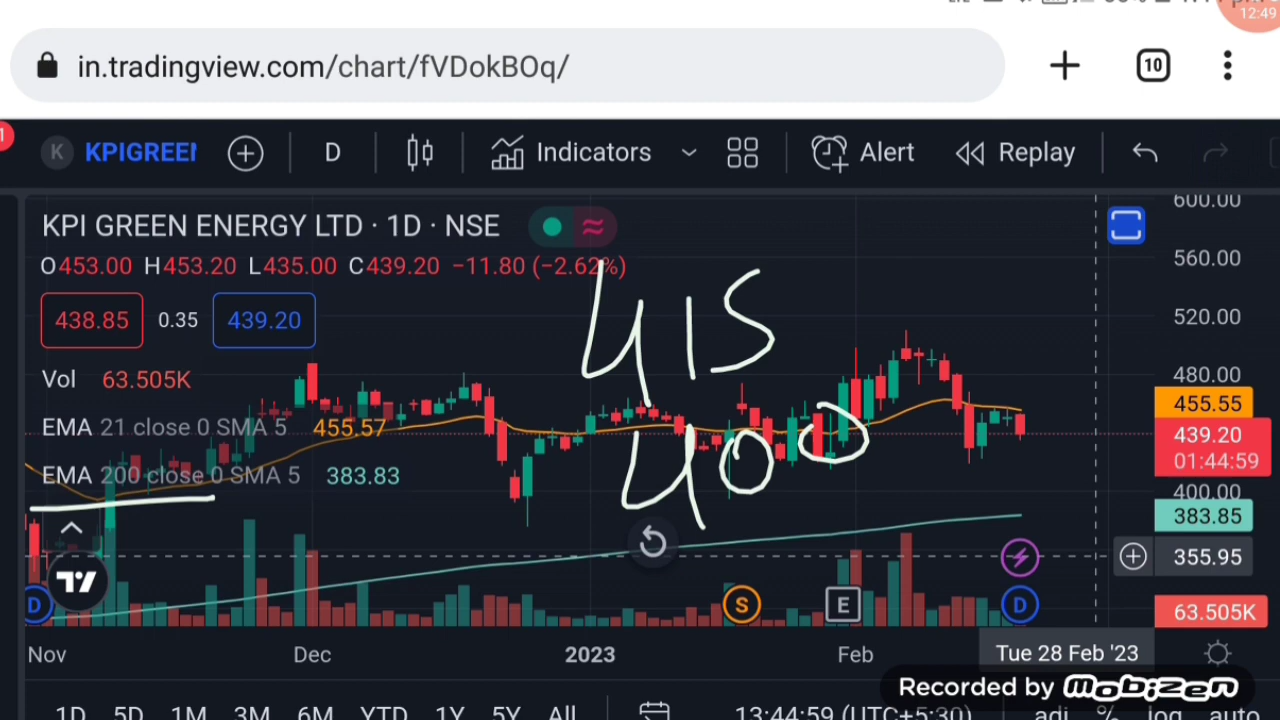 12:49
in.tradingview.com/chart/fVDokBOq/
10
1
K KPIGREEN D Indicators Alert Replay
KPI GREEN ENERGY LTD · 1D · NSE
O453.00 H453.20 L435.00 C439.20 −11.80 (−2.62%)
438.85 0.35 439.20
Vol 63.505K
EMA 21 close 0 SMA 5 455.57
EMA 200 close 0 SMA 5 383.83
415
400
600.00
560.00
520.00
480.00
455.55
439.20
01:44:59
400.00
383.85
355.95
63.505K
D S E D
Nov Dec 2023 Feb Tue 28 Feb '23
Recorded by MOBIZEN
1D 5D 1M 3M 6M YTD 1Y 5Y All 13:44:59 (UTC+5:30) adj % log auto